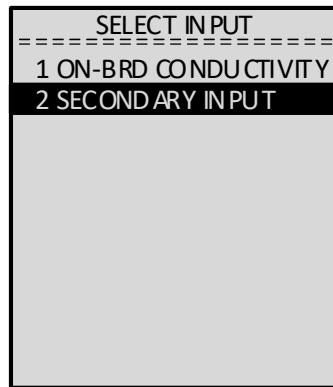 SELECT INPUT
====================
1 ON-BRD CONDUCTIVITY
2 SECONDARY INPUT